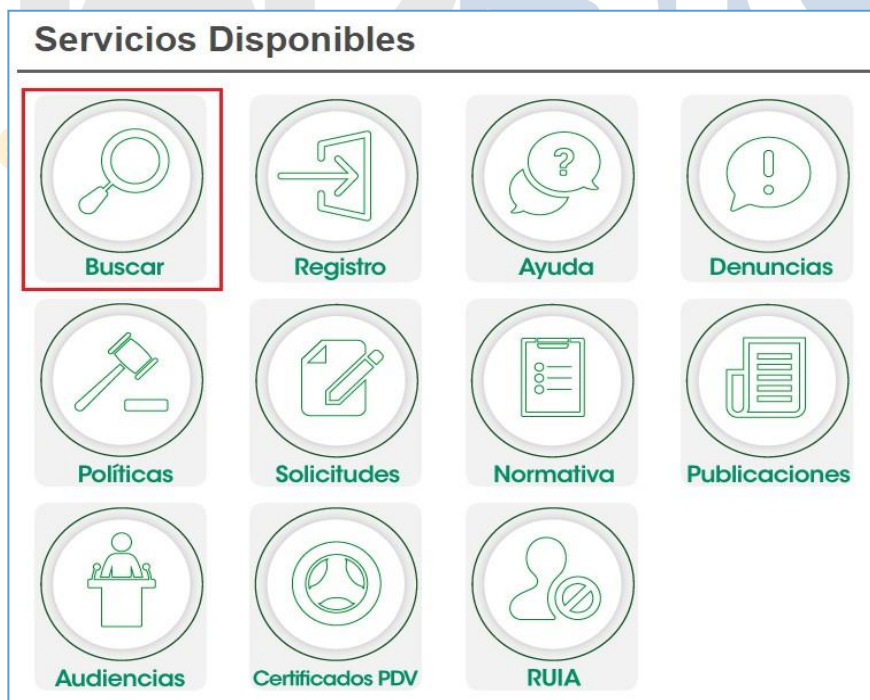 Servicios Disponibles
Buscar
Registro
Ayuda
Denuncias
Políticas
Solicitudes
Normativa
Publicaciones
Audiencias
Certificados PDV
RUIA